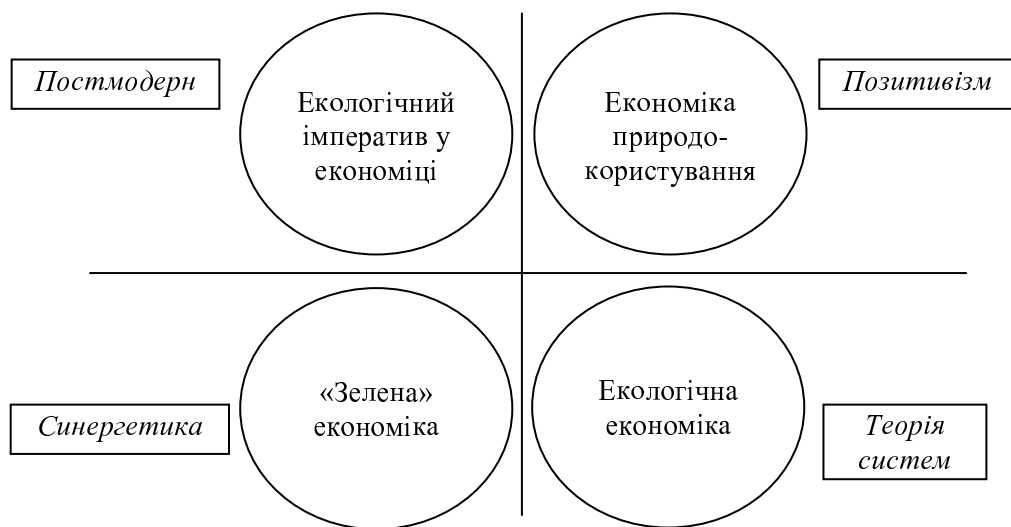 Постмодерн
Екологічний
імператив у
економіці
Економіка
природо-
користування
Позитивізм
Синергетика
«Зелена»
економіка
Екологічна
економіка
Теорія
систем